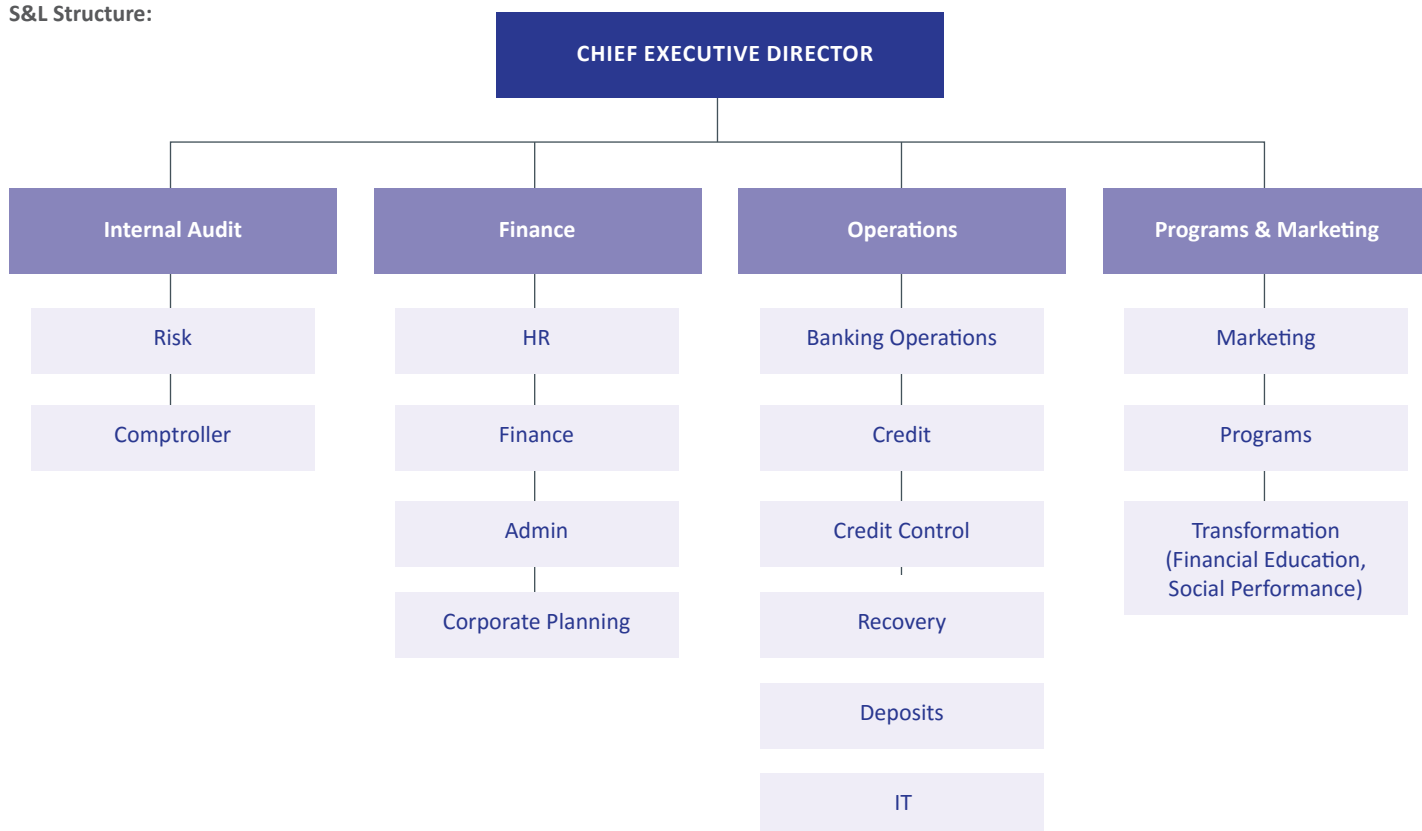 S&L Structure:
CHIEF EXECUTIVE DIRECTOR
Internal Audit
Risk
Comptroller
Finance
HR
Finance
Admin
Corporate Planning
Operations
Banking Operations
Credit
Credit Control
Recovery
Deposits
IT
Programs & Marketing
Marketing
Programs
Transformation
(Financial Education,
Social Performance)